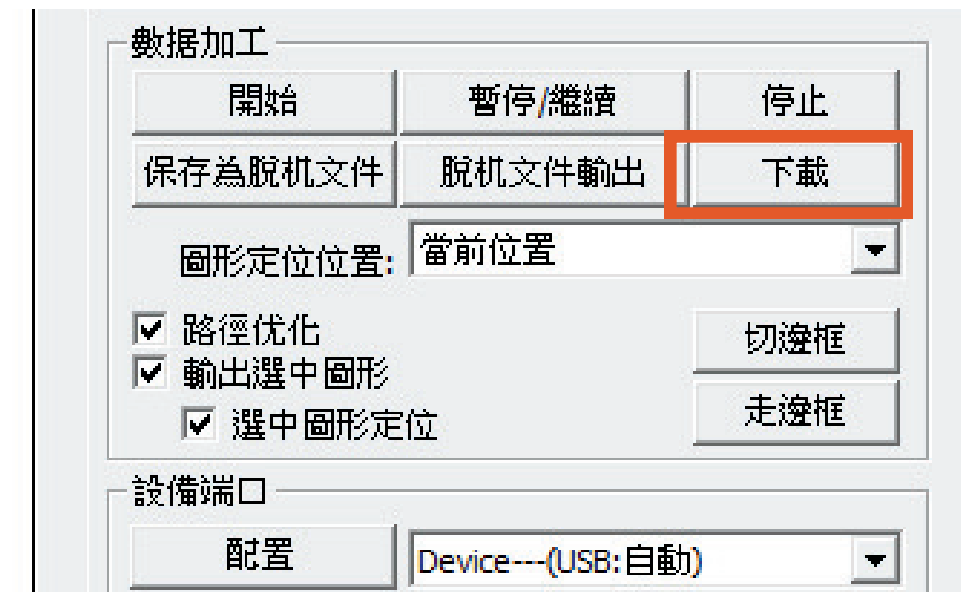 數据加工
開始 暫停/繼續 停止
保存為脫机文件 脫机文件輸出 下載
圖形定位位置: 當前位置
路徑优化
輸出選中圖形
選中圖形定位
切邊框
走邊框
設備端口
配置 Device---(USB:自動)